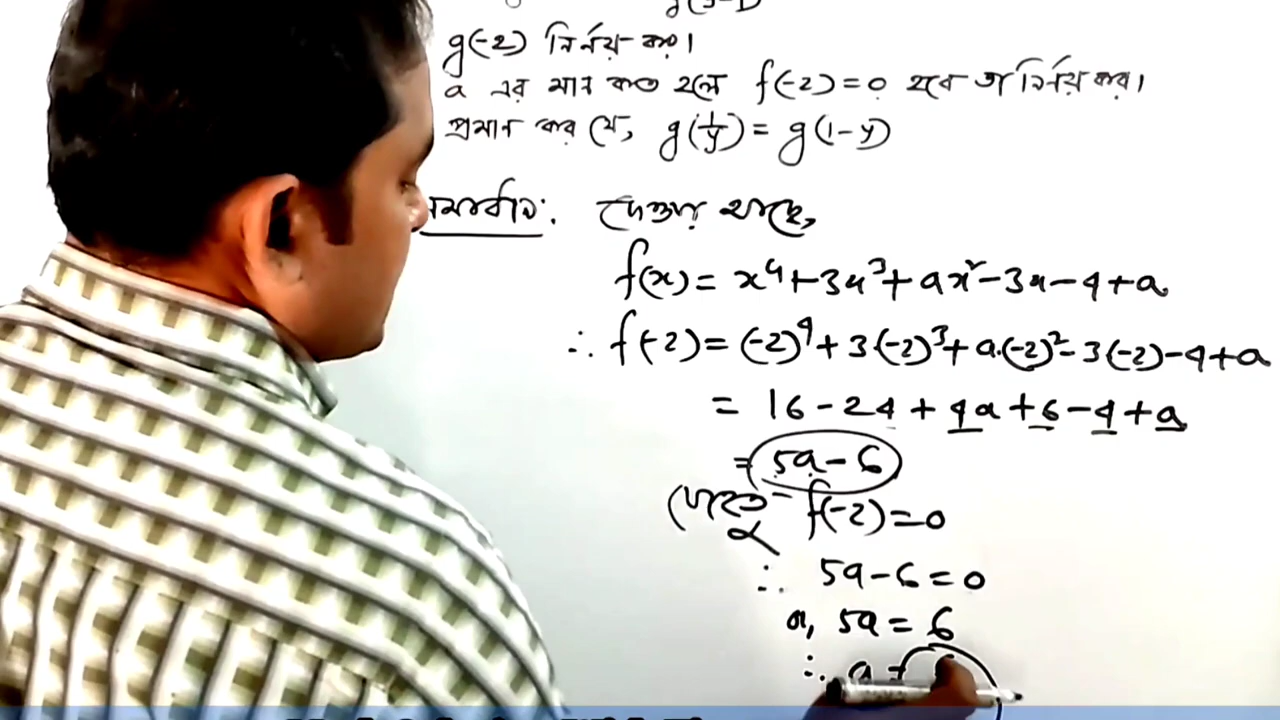 g(-2) নির্নয় কর।
a এর মান কত হলে f(-2)=0 হবে তা নির্নয় কর।
প্রমান কর যে, g(1/y) = g(1-y)
সমাধান: দেওয়া আছে,
f(x) = x⁴+3x³+ax²-3x-4+a
∴ f(-2) = (-2)⁴+3(-2)³+a.(-2)²-3(-2)-4+a
= 16-24+4a+6-4+a
= 5a-6
যেহেতু f(-2)=0
∴ 5a-6=0
বা, 5a=6
∴ a =